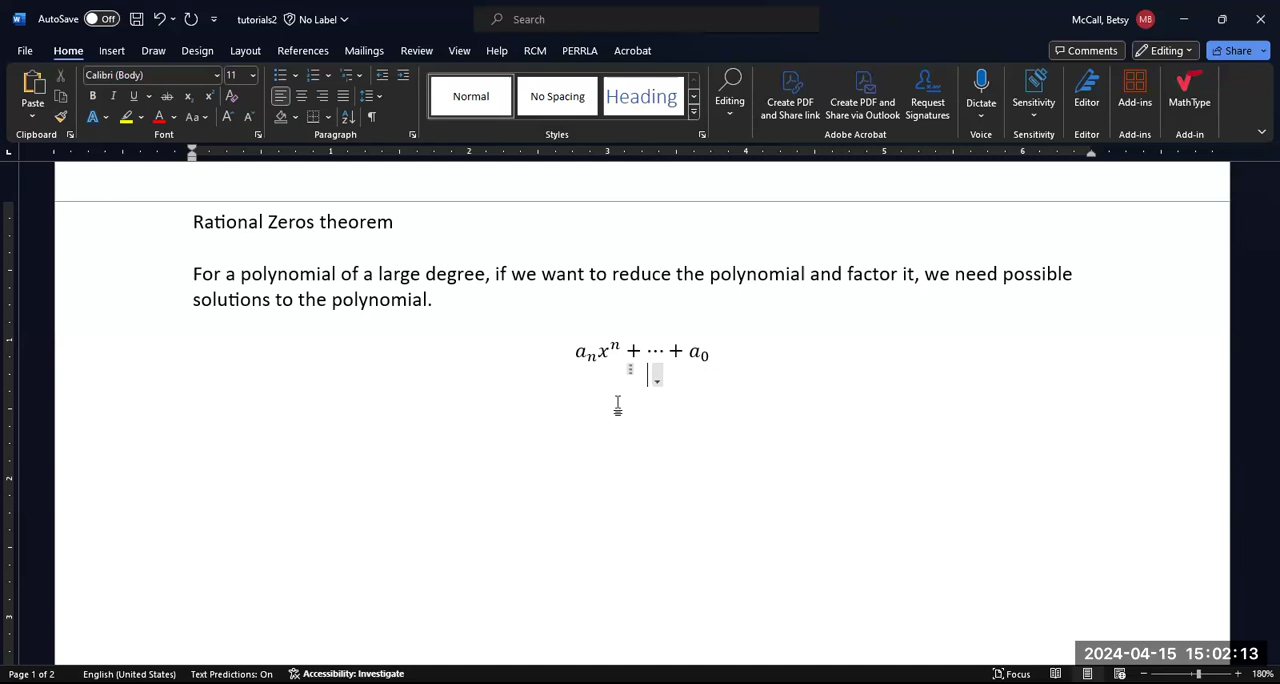 AutoSave Off tutorials2 No Label Search McCall, Betsy MB
File Home Insert Draw Design Layout References Mailings Review View Help RCM PERRLA Acrobat Comments Editing Share
Calibri (Body) 11
Paste
Normal No Spacing Heading
Editing
Create PDF and Share link
Create PDF and Share via Outlook
Request Signatures
Dictate
Sensitivity
Editor
Add-ins
MathType
Clipboard Font Paragraph Styles Adobe Acrobat Voice Sensitivity Editor Add-ins Add-in
1 2 3 4 5 6
Rational Zeros theorem
For a polynomial of a large degree, if we want to reduce the polynomial and factor it, we need possible
solutions to the polynomial.
aₙxⁿ + ⋯ + a₀
2024-04-15 15:02:13
Page 1 of 2 English (United States) Text Predictions: On Accessibility: Investigate Focus 180%